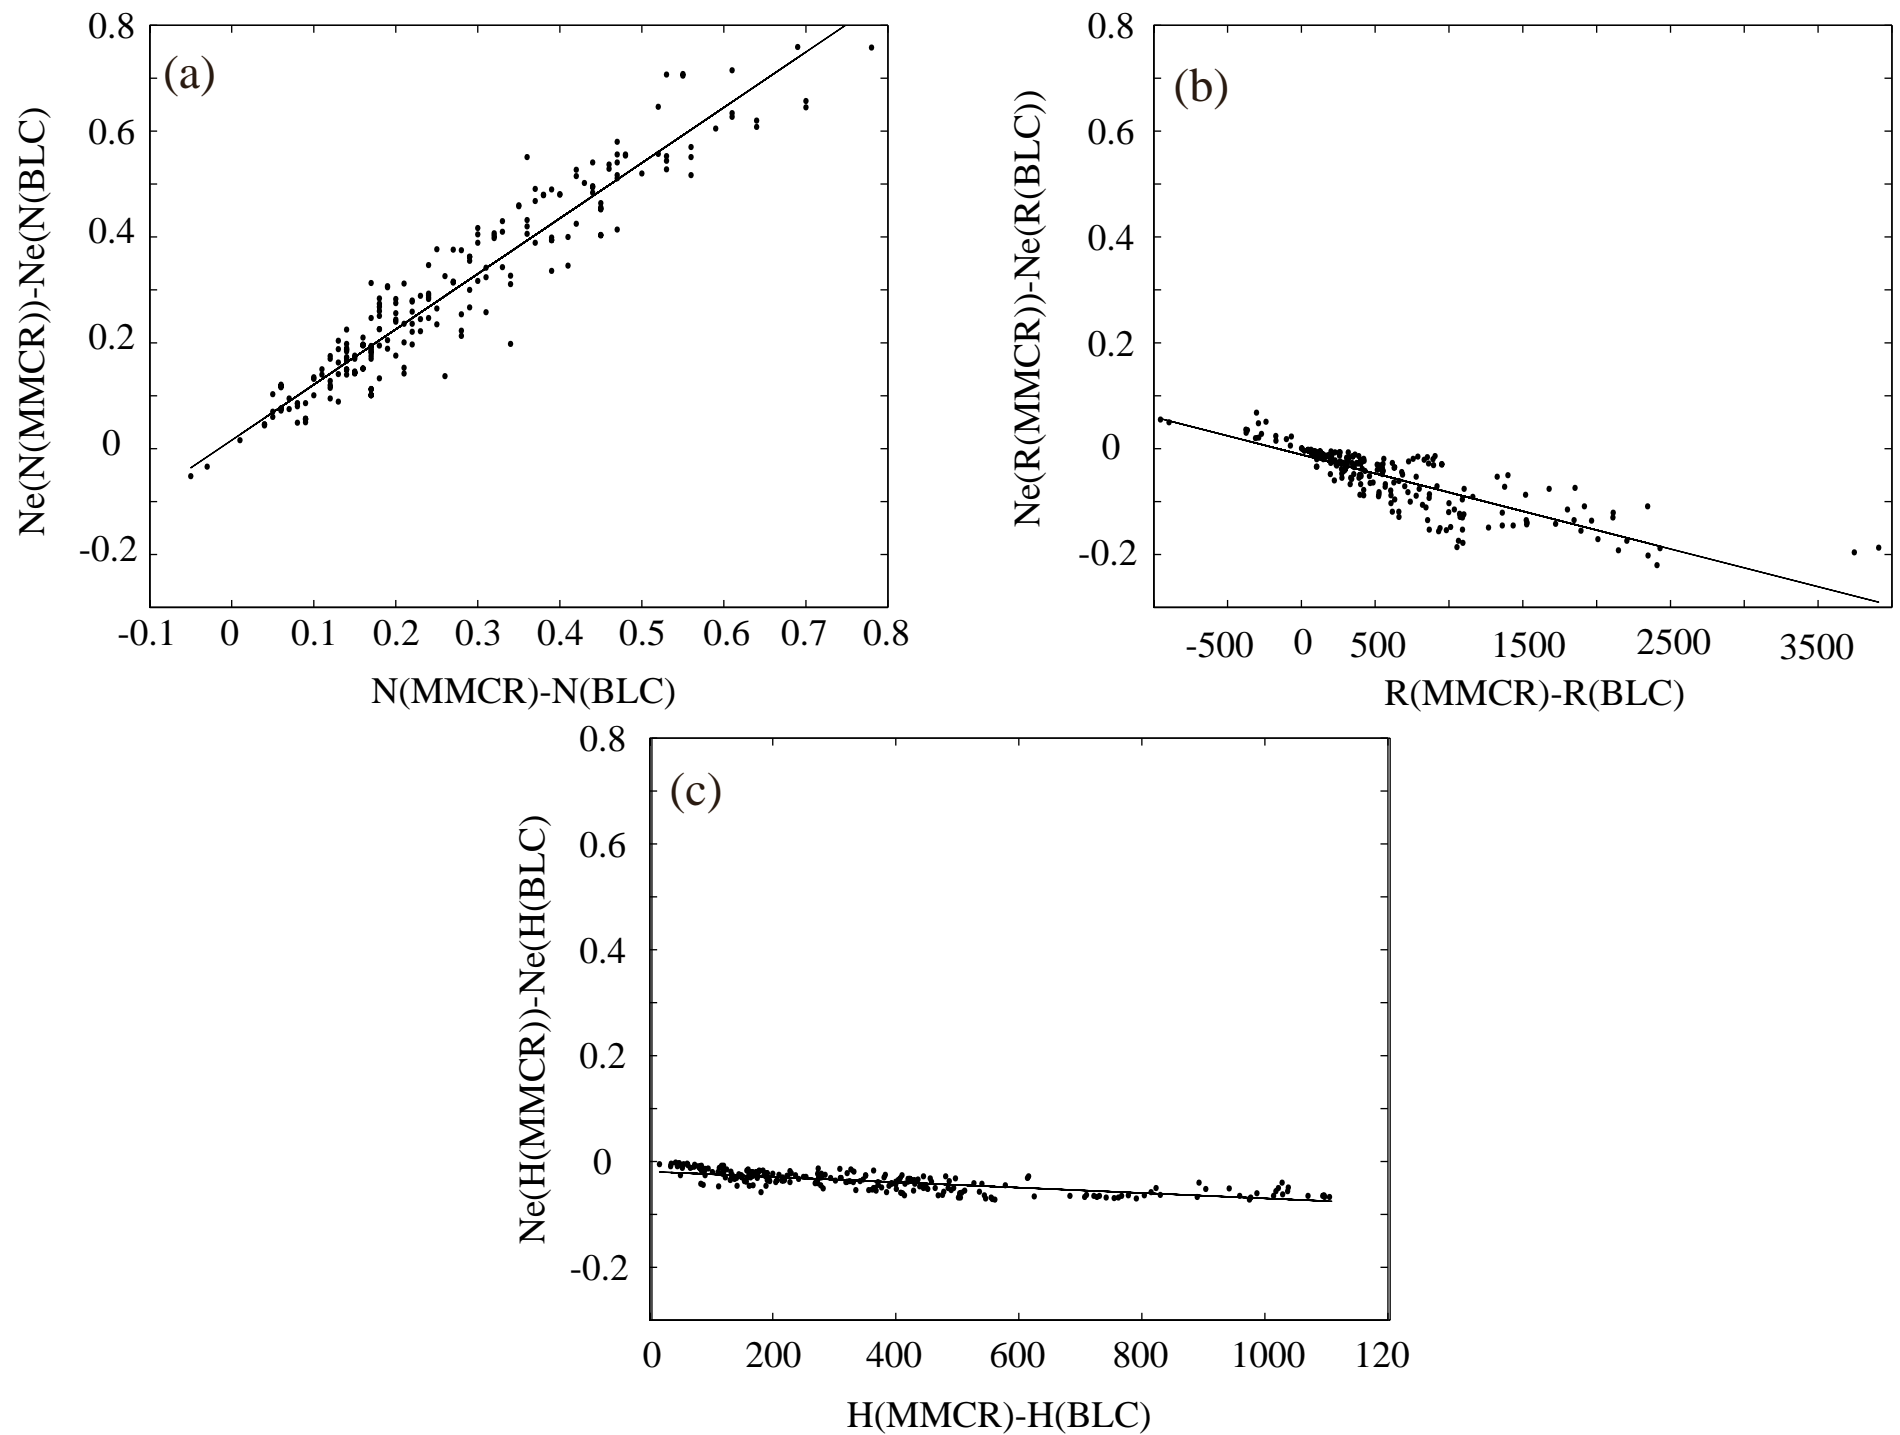 (a)
Ne(N(MMCR))-Ne(N(BLC)
0.8
0.6
0.4
0.2
0
-0.2
-0.1 0 0.1 0.2 0.3 0.4 0.5 0.6 0.7 0.8
N(MMCR)-N(BLC)
(b)
Ne(R(MMCR))-Ne(R(BLC))
0.8
0.6
0.4
0.2
0
-0.2
-500 0 500 1500 2500 3500
R(MMCR)-R(BLC)
(c)
Ne(H(MMCR))-Ne(H(BLC)
0.8
0.6
0.4
0.2
0
-0.2
0 200 400 600 800 1000 120
H(MMCR)-H(BLC)